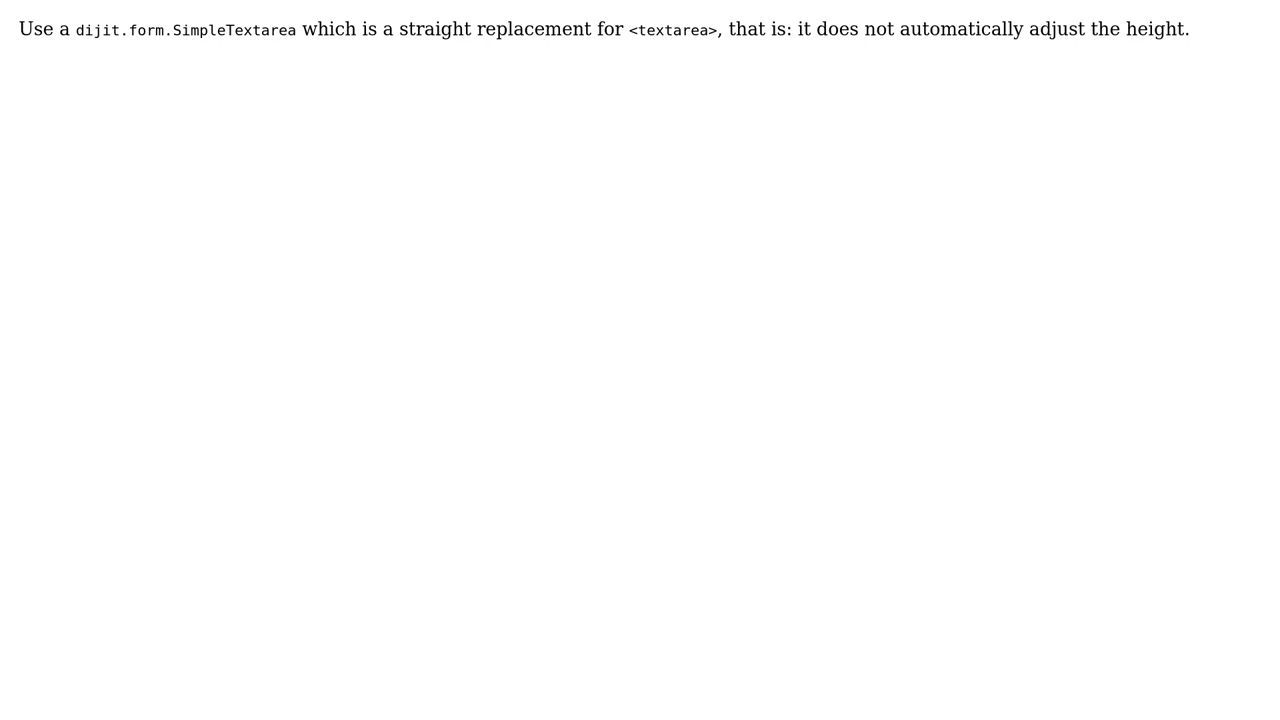 Use a dijit.form.SimpleTextarea which is a straight replacement for <textarea>, that is: it does not automatically adjust the height.